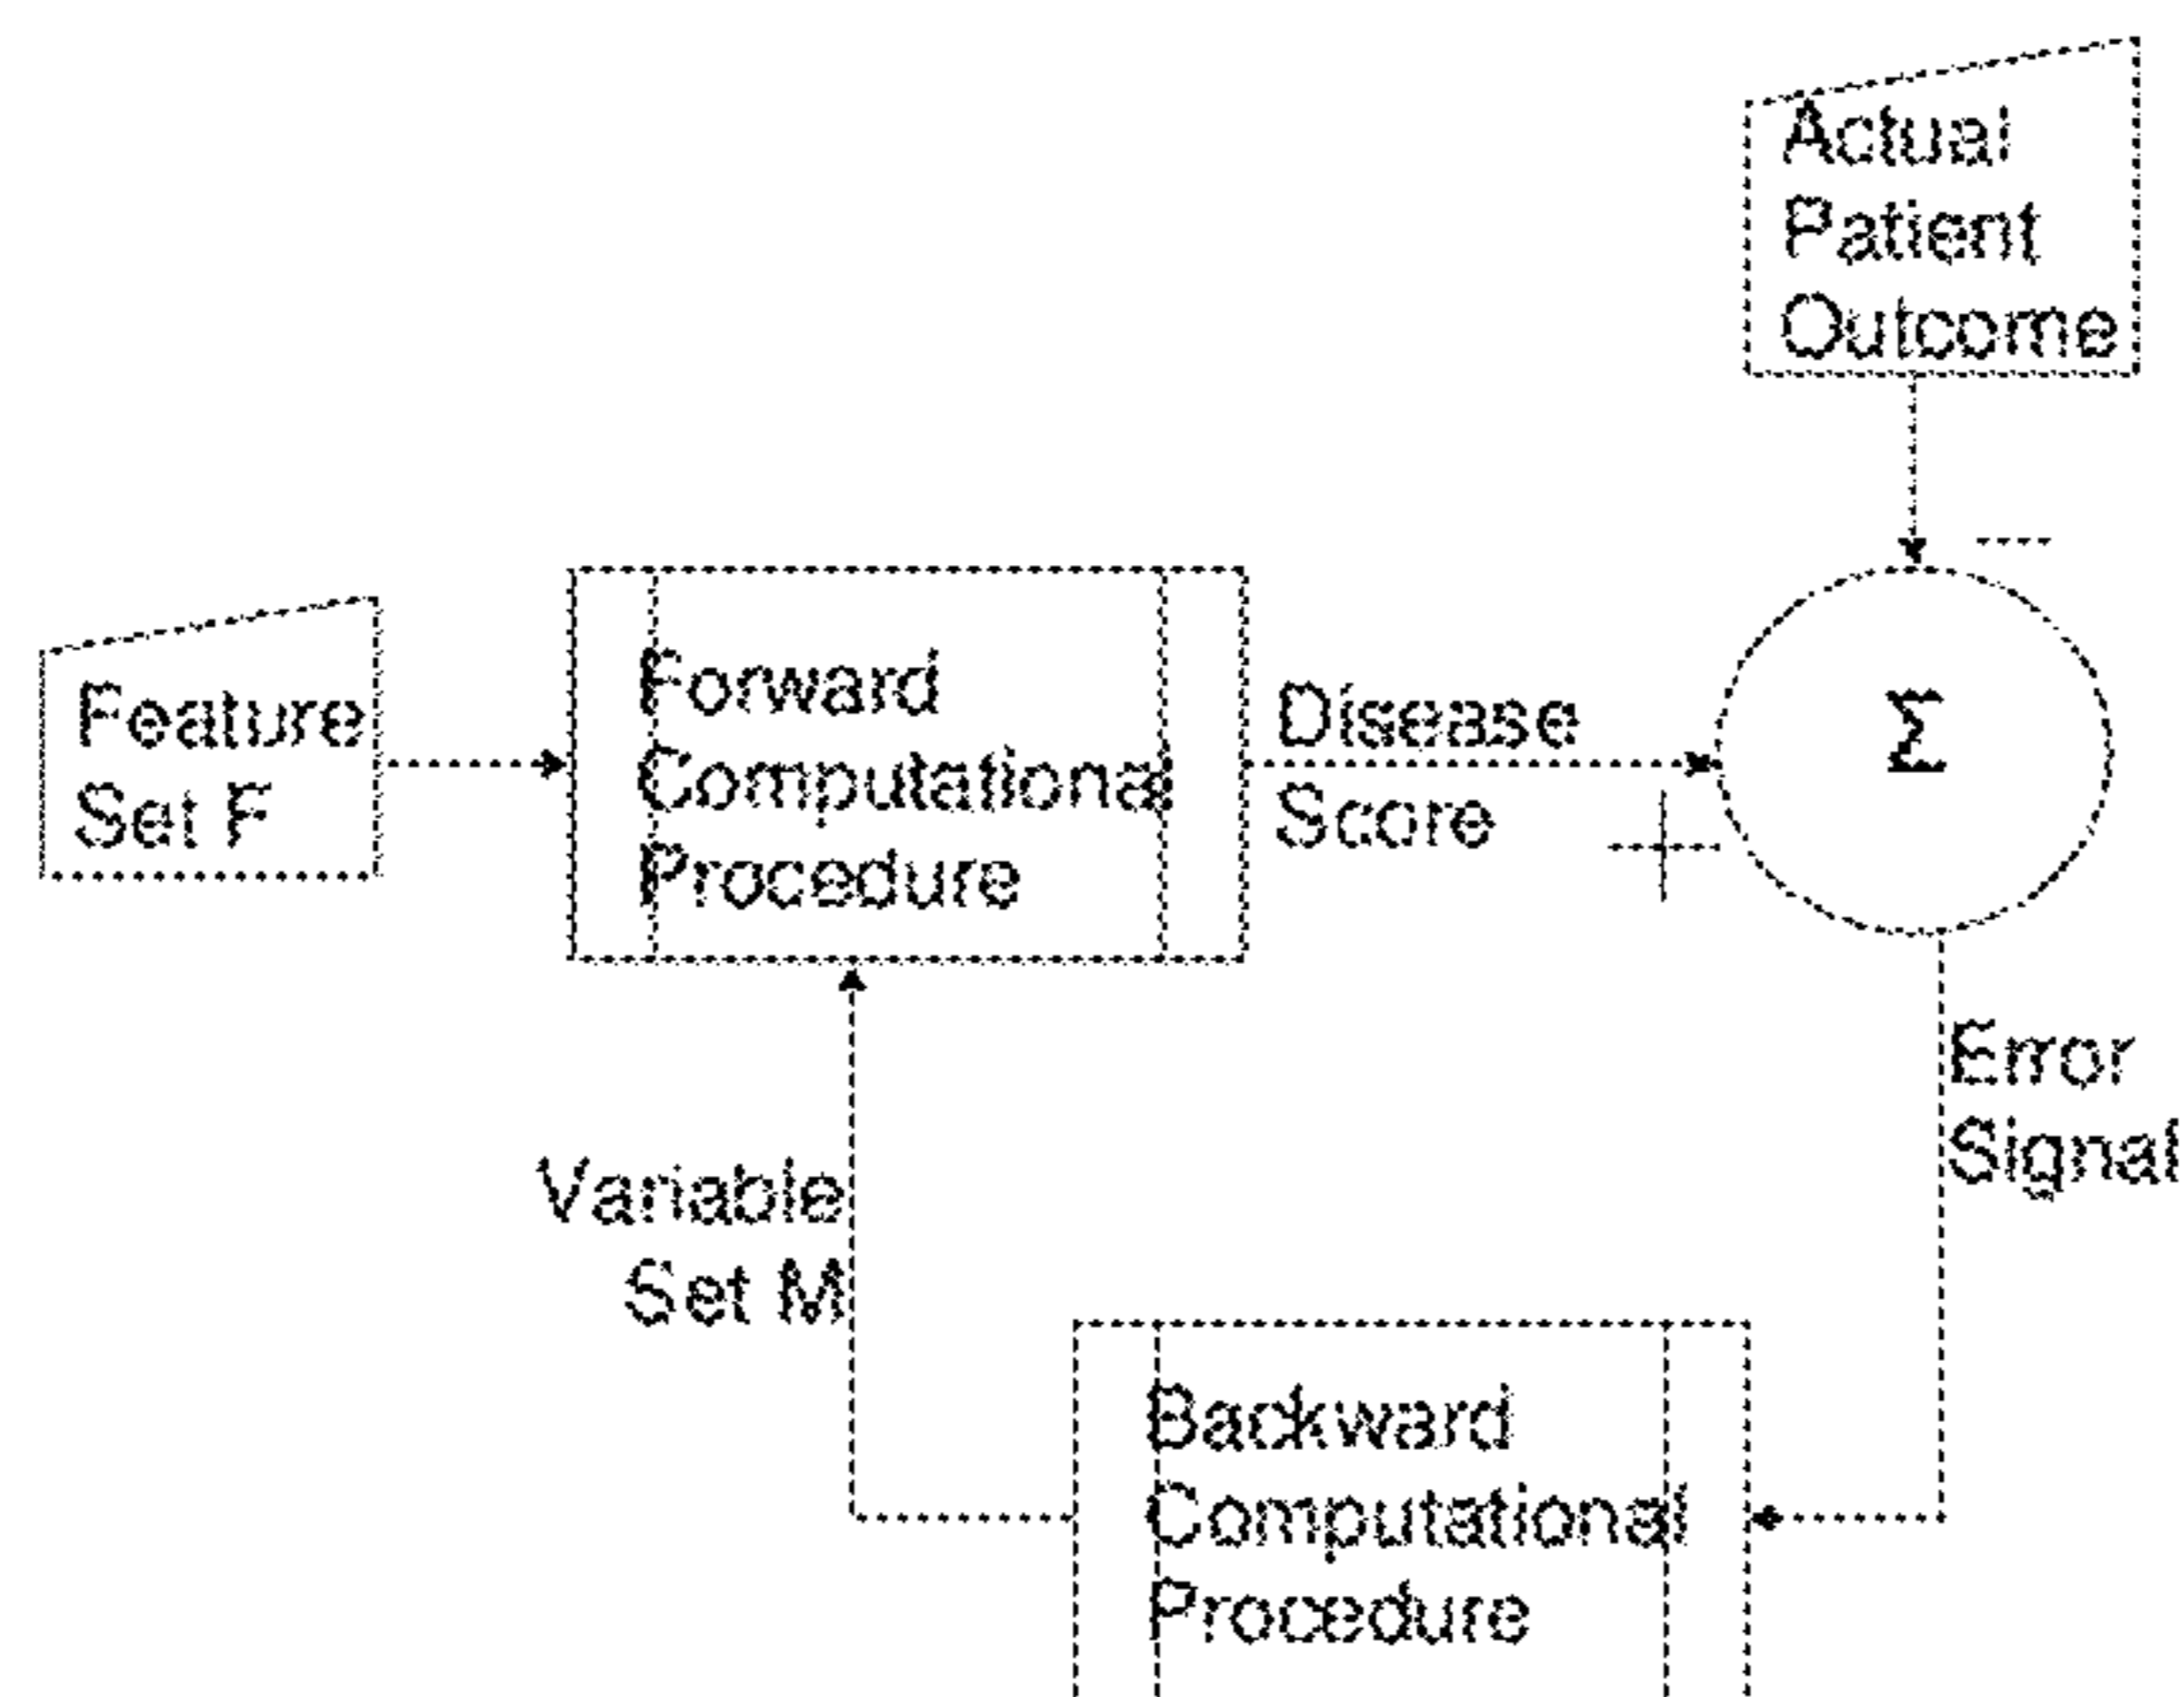 Actual
Patient
Outcome
–
Feature
Set F
Forward
Computational
Procedure
Disease
Score
+
Σ
Error
Signal
Variable
Set M
Backward
Computational
Procedure